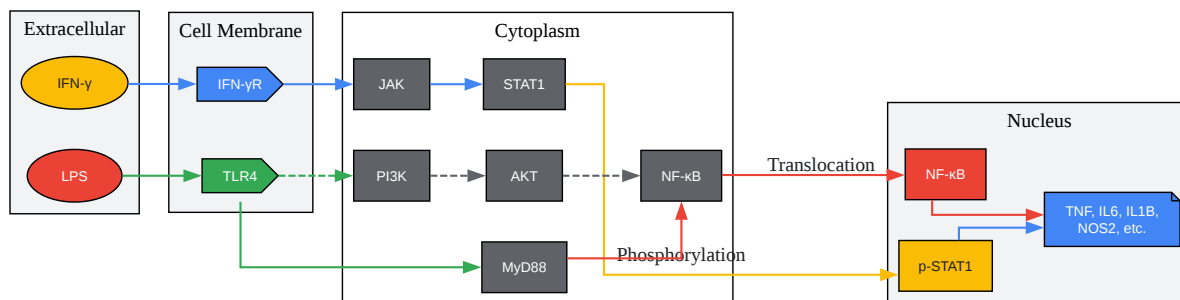 Extracellular
Cell Membrane
Cytoplasm
IFN-γ
IFN-γR
JAK
STAT1
Nucleus
LPS
TLR4
PI3K
AKT
NF-κB
Translocation
NF-κB
TNF, IL6, IL1B,
NOS2, etc.
MyD88
Phosphorylation
p-STAT1